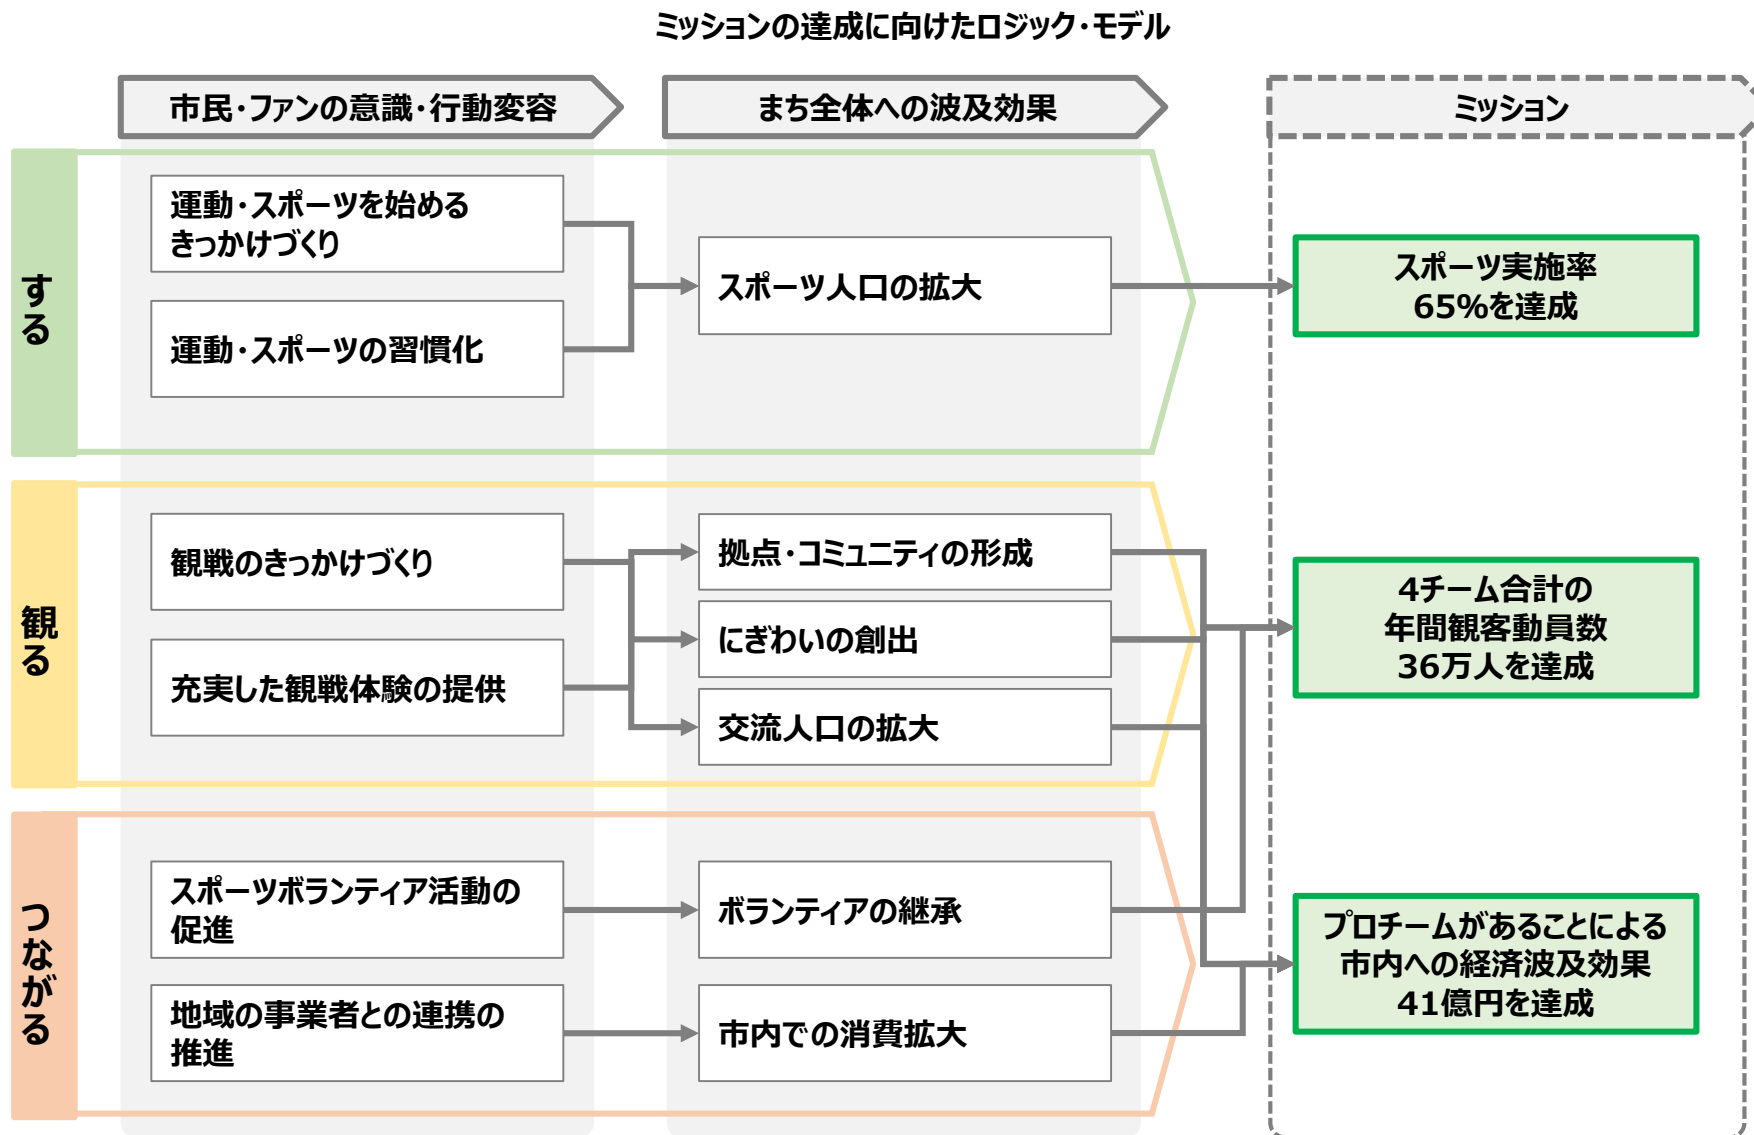 ミッションの達成に向けたロジック・モデル
市民・ファンの意識・行動変容
まち全体への波及効果
ミッション
する
運動・スポーツを始める
きっかけづくり
運動・スポーツの習慣化
スポーツ人口の拡大
スポーツ実施率
65%を達成
観る
観戦のきっかけづくり
充実した観戦体験の提供
拠点・コミュニティの形成
にぎわいの創出
交流人口の拡大
4チーム合計の
年間観客動員数
36万人を達成
つながる
スポーツボランティア活動の
促進
地域の事業者との連携の
推進
ボランティアの継承
市内での消費拡大
プロチームがあることによる
市内への経済波及効果
41億円を達成